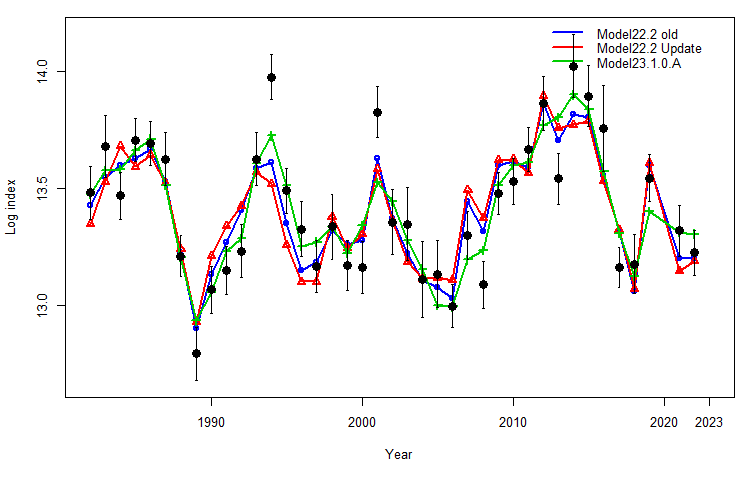 Model22.2 old
Model22.2 Update
Model23.1.0.A
14.0
13.5
13.0
Log index
1990
2000
2010
2020
2023
Year